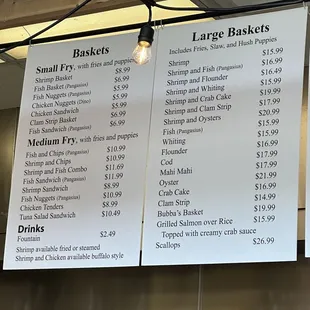 Baskets
Small Fry, with fries and puppies
Shrimp Basket $8.99
Fish Basket (Pangasius) $6.99
Fish Nuggets (Pangasius) $5.99
Chicken Nuggets (Dino) $5.99
Chicken Sandwich $5.99
Clam Strip Basket $6.99
Fish Sandwich (Pangasius) $6.99
Medium Fry, with fries and puppies
Fish and Chips (Pangasius) $10.99
Shrimp and Chips $10.99
Shrimp and Fish Combo $11.69
Fish Sandwich (Pangasius) $11.99
Shrimp Sandwich $8.99
Fish Nuggets (Pangasius) $10.99
Chicken Tenders $8.99
Tuna Salad Sandwich $10.49
Drinks
Fountain $2.49
Shrimp available fried or steamed
Shrimp and Chicken available buffalo style
Large Baskets
Includes Fries, Slaw, and Hush Puppies
Shrimp $15.99
Shrimp and Fish (Pangasius) $16.99
Shrimp and Flounder $16.49
Shrimp and Whiting $15.99
Shrimp and Crab Cake $17.99
Shrimp and Clam Strip $17.99
Shrimp and Oysters $20.99
Fish (Pangasius) $15.99
Whiting $15.99
Flounder $16.99
Cod $15.99
Mahi Mahi $17.99
Oyster $21.99
Crab Cake $16.99
Clam Strip $14.99
Bubba's Basket $19.99
Grilled Salmon over Rice $15.99
Topped with creamy crab sauce
Scallops $26.99